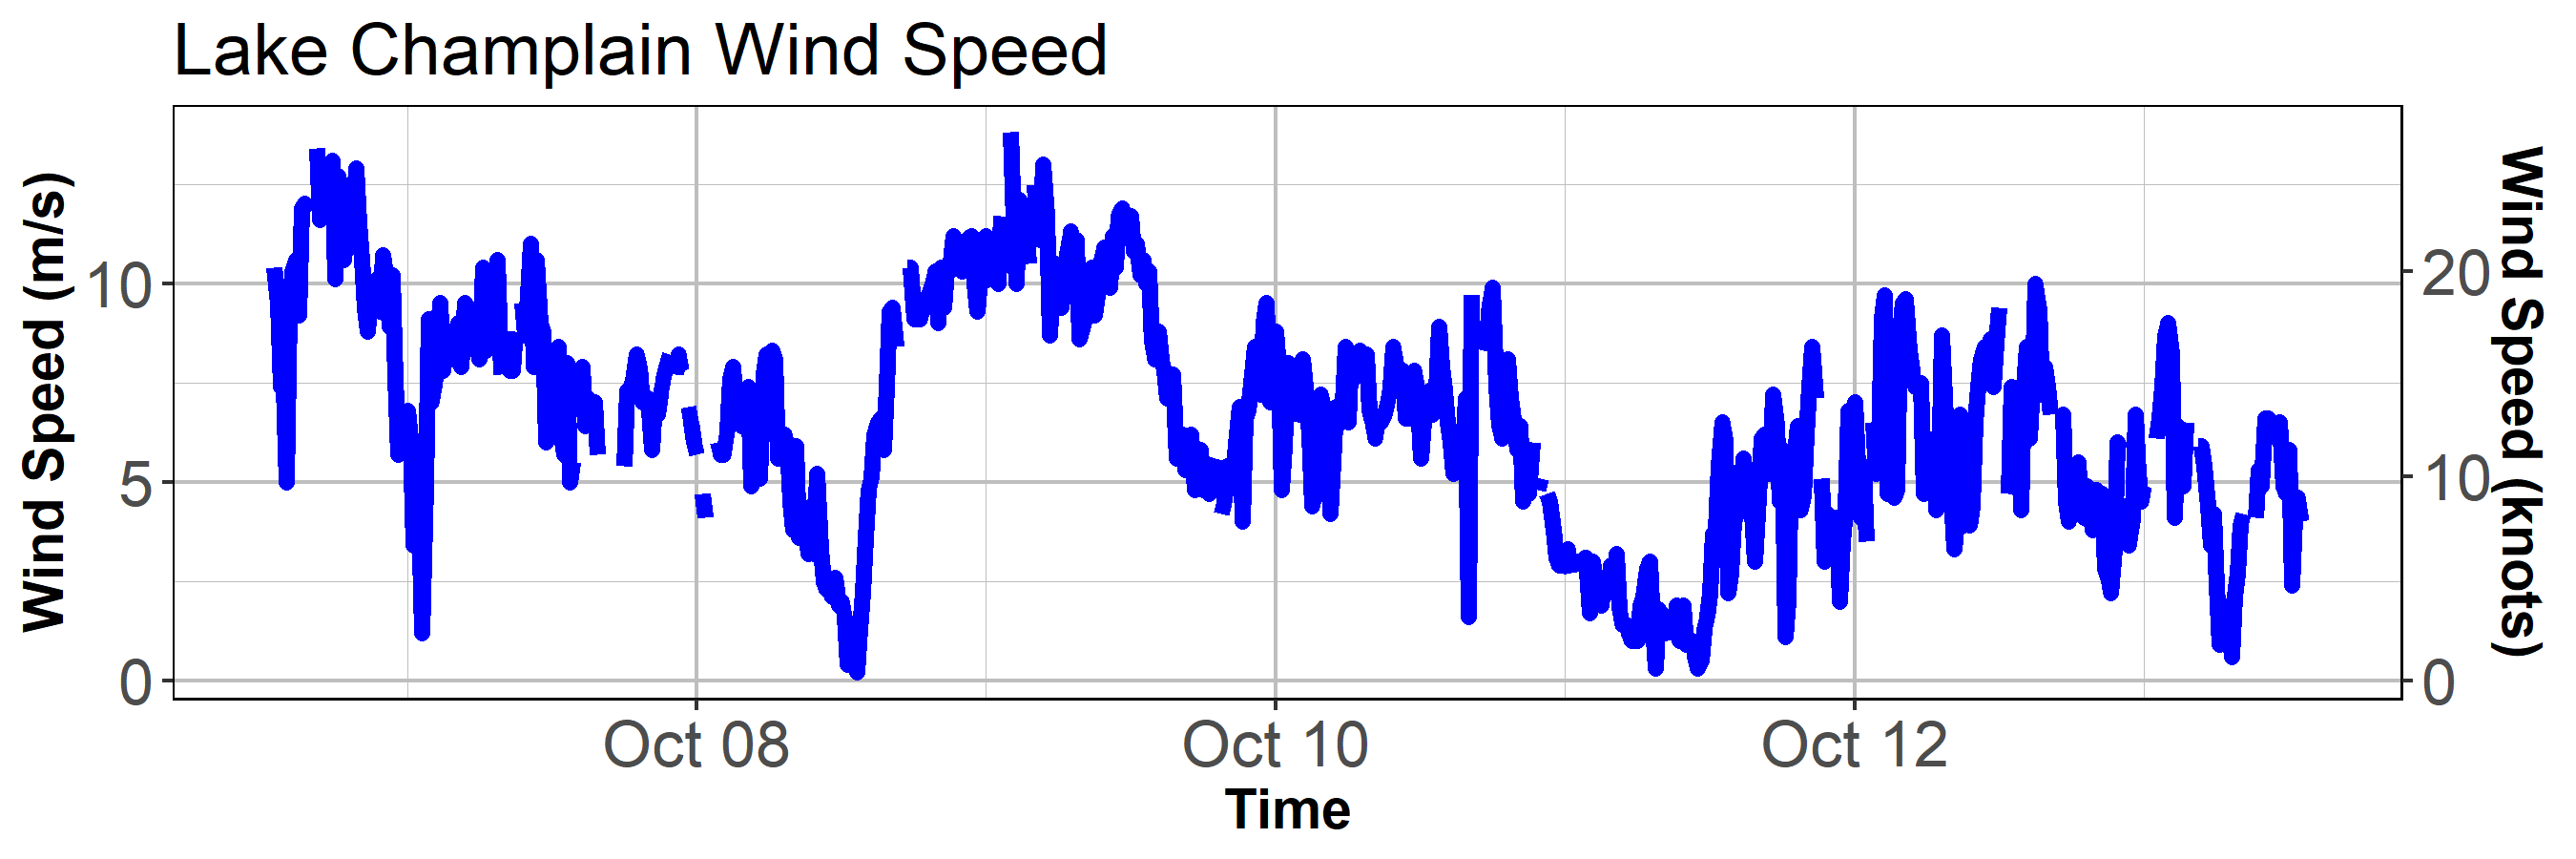 Lake Champlain Wind Speed
Wind Speed (m/s)
10
5
0
20
10
0
Wind Speed (knots)
Oct 08
Oct 10
Oct 12
Time